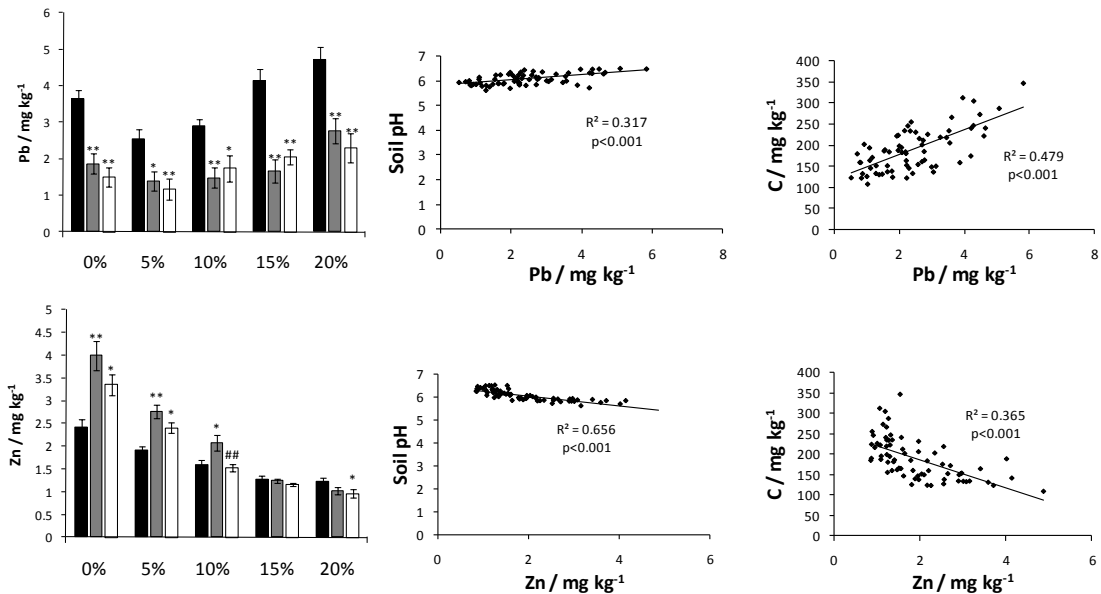 Pb / mg kg⁻¹
6
5
4
3
2
1
0
** ** * ** ** * ** ** ** **
0% 5% 10% 15% 20%
Soil pH
7
6
5
4
3
2
1
0
R² = 0.317
p<0.001
0 2 4 6 8
Pb / mg kg⁻¹
C / mg kg⁻¹
400
350
300
250
200
150
100
50
0
R² = 0.479
p<0.001
0 2 4 6 8
Pb / mg kg⁻¹
Zn / mg kg⁻¹
5
4.5
4
3.5
3
2.5
2
1.5
1
0.5
0
** * ** * * ## *
0% 5% 10% 15% 20%
Soil pH
7
6
5
4
3
2
1
0
R² = 0.656
p<0.001
0 2 4 6
Zn / mg kg⁻¹
C / mg kg⁻¹
400
350
300
250
200
150
100
50
0
R² = 0.365
p<0.001
0 2 4 6
Zn / mg kg⁻¹